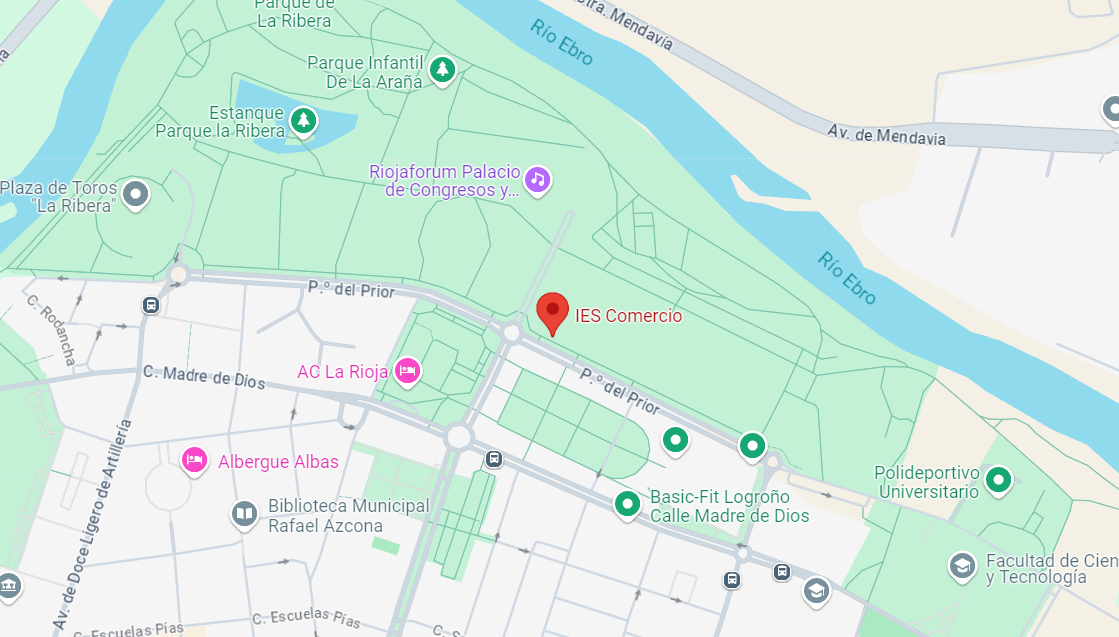 Parque de
La Ribera
Ctra. Mendavía
Río Ebro
Parque Infantil
De La Araña
Estanque
Parque la Ribera
Av. de Mendavia
Riojaforum Palacio
de Congresos y...
Plaza de Toros
"La Ribera"
Río Ebro
P.º del Prior
C. Rodancha
IES Comercio
AC La Rioja
C. Madre de Dios
P.º del Prior
Av. de Doce Ligero de Artillería
Albergue Albas
Polideportivo
Universitario
Basic-Fit Logroño
Calle Madre de Dios
Biblioteca Municipal
Rafael Azcona
Facultad de Cien
y Tecnología
C. Escuelas Pías
C. Escuelas Pías